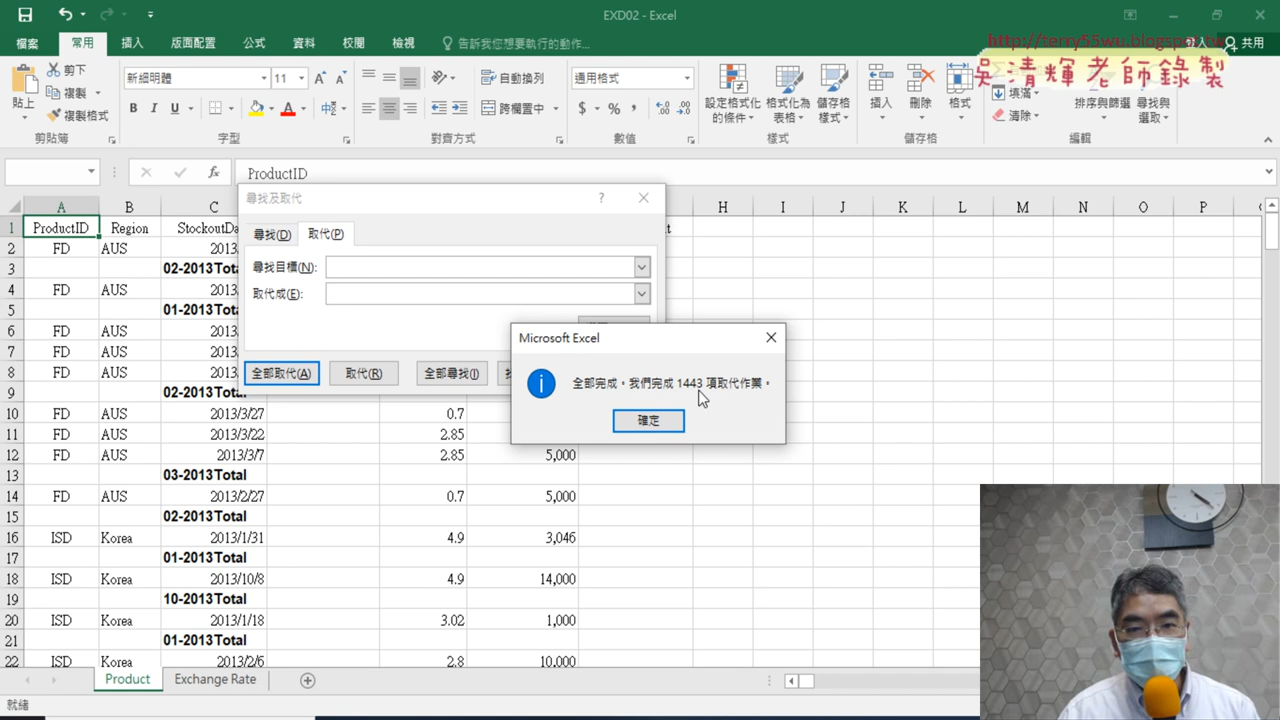 EXD02 - Excel
檔案 常用 插入 版面配置 公式 資料 校閱 檢視 告訴我您想要執行的動作... 登入 共用
http://terry55wu.blogspot.tw
吳清輝老師錄製
貼上 剪下 複製 複製格式
新細明體 11
B I U
自動換列
跨欄置中
通用格式
$ % ,
設定格式化的條件 格式化為表格 儲存格樣式
插入 刪除 格式
填滿 清除
排序與篩選 尋找與選取
剪貼簿 字型 對齊方式 數值 樣式 儲存格 編輯
fx ProductID
A B C H I J K L M N O P
1 ProductID Region StockoutDa
2 FD AUS 2013/
3 02-2013Total
4 FD AUS 2013/
5 01-2013Total
6 FD AUS 2013/
7 FD AUS 2013/
8 FD AUS 2013/
9 02-2013Total
10 FD AUS 2013/3/27 0.7
11 FD AUS 2013/3/22 2.85
12 FD AUS 2013/3/7 2.85 5,000
13 03-2013Total
14 FD AUS 2013/2/27 0.7 5,000
15 02-2013Total
16 ISD Korea 2013/1/31 4.9 3,046
17 01-2013Total
18 ISD Korea 2013/10/8 4.9 14,000
19 10-2013Total
20 ISD Korea 2013/1/18 3.02 1,000
21 01-2013Total
22 ISD Korea 2013/2/6 2.8 10,000
尋找及取代
尋找(D) 取代(P)
尋找目標(N):
取代成(E):
全部取代(A) 取代(R) 全部尋找(I)
Microsoft Excel
全部完成。我們完成 1443 項取代作業。
確定
Product Exchange Rate
就緒